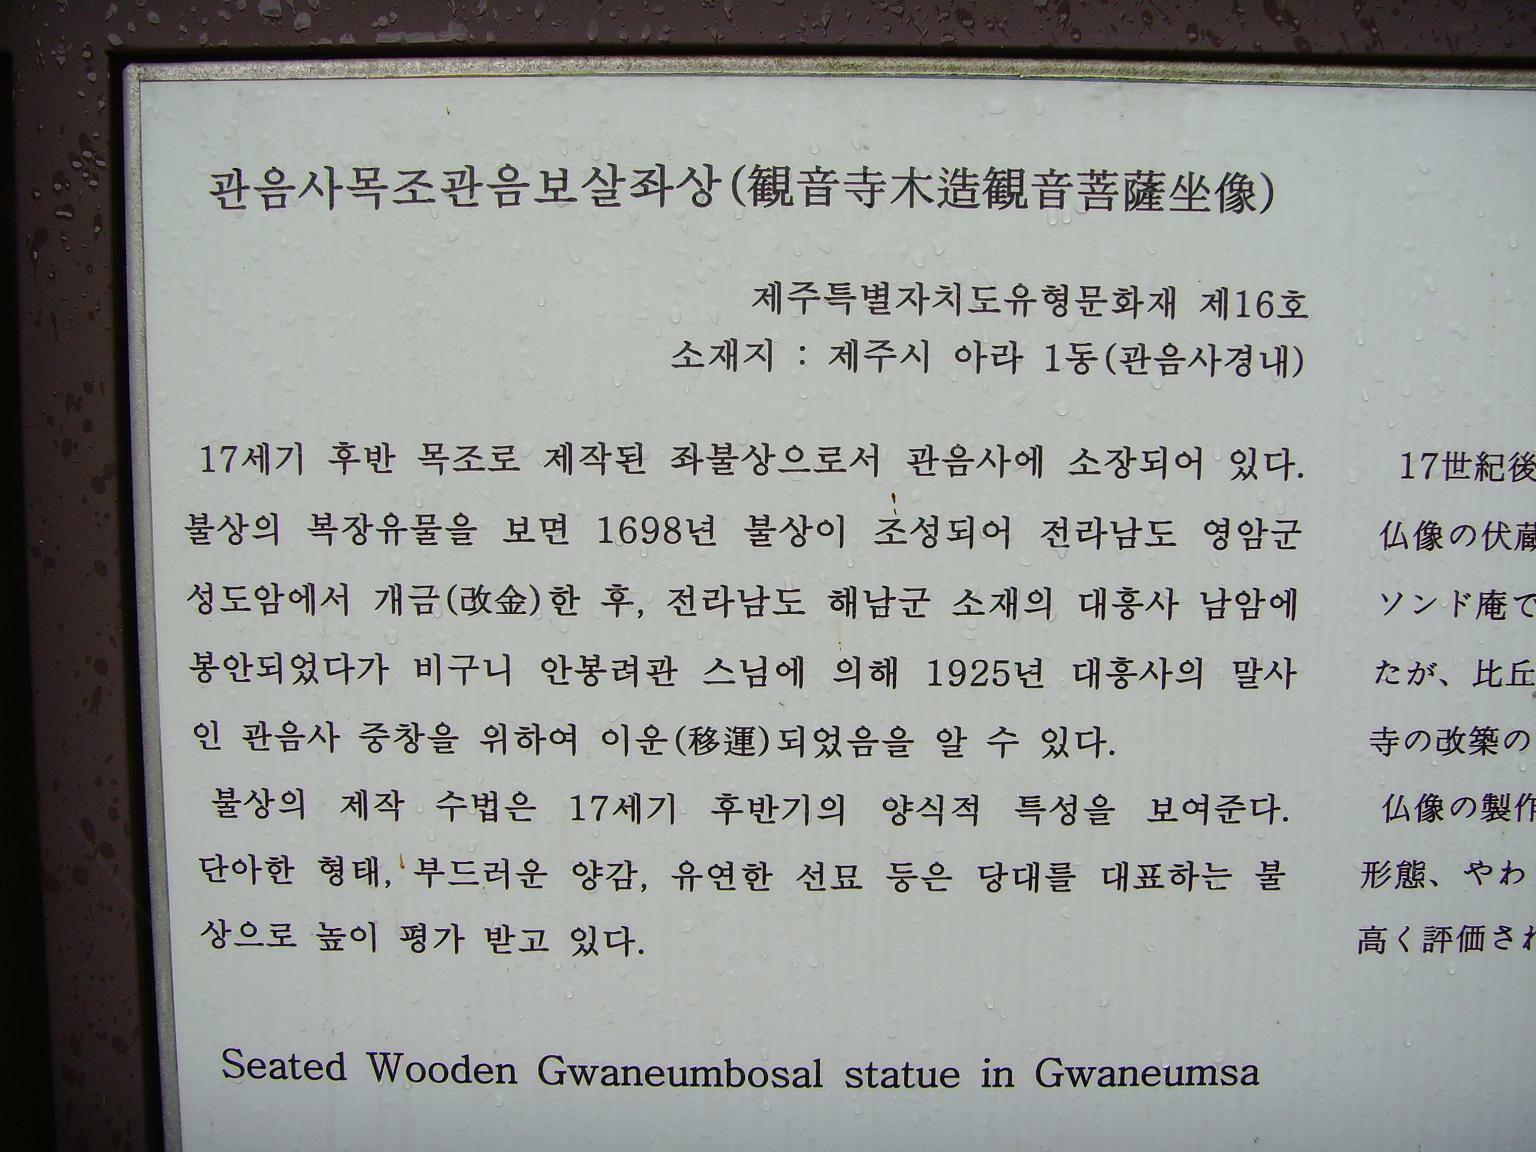 관음사목조관음보살좌상(観音寺木造観音菩薩坐像)
제주특별자치도유형문화재 제16호
소재지 : 제주시 아라 1동(관음사경내)
17세기 후반 목조로 제작된 좌불상으로서 관음사에 소장되어 있다.
불상의 복장유물을 보면 1698년 불상이 조성되어 전라남도 영암군
성도암에서 개금(改金)한 후, 전라남도 해남군 소재의 대흥사 남암에
봉안되었다가 비구니 안봉려관 스님에 의해 1925년 대흥사의 말사
인 관음사 중창을 위하여 이운(移運)되었음을 알 수 있다.
불상의 제작 수법은 17세기 후반기의 양식적 특성을 보여준다.
단아한 형태, 부드러운 양감, 유연한 선묘 등은 당대를 대표하는 불
상으로 높이 평가 받고 있다.
Seated Wooden Gwaneumbosal statue in Gwaneumsa
17世紀後
仏像の伏蔵
ソンド庵で
たが、比丘
寺の改築の
仏像の製作
形態、やわ
高く評価され